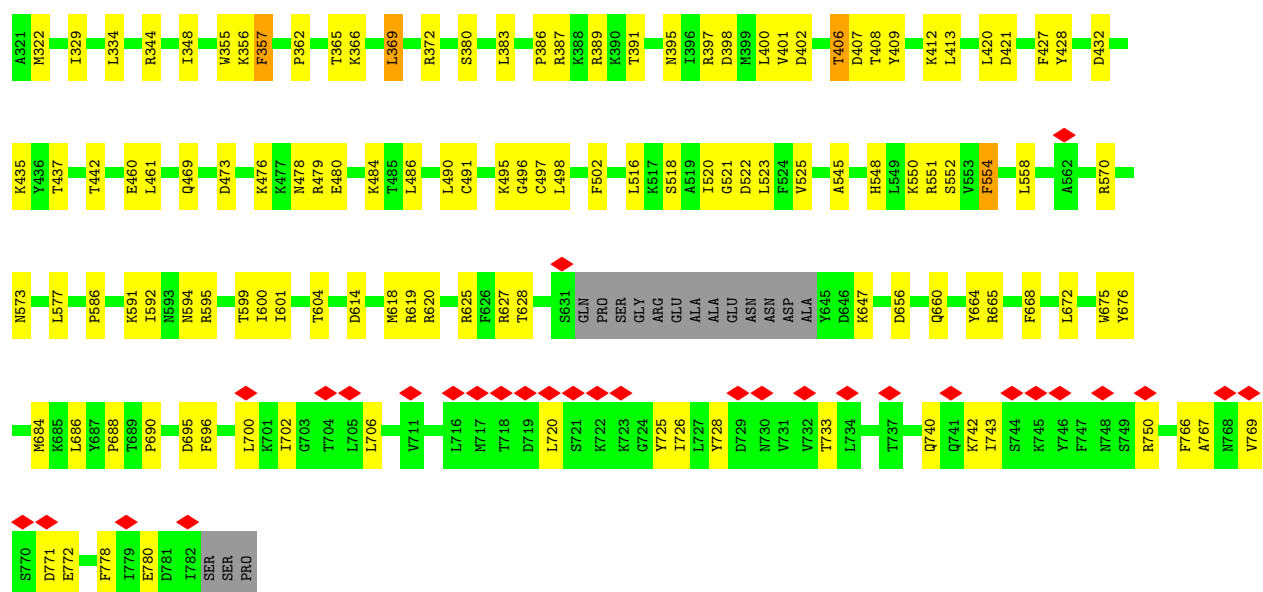 A321 M322 I329 L334 R344 I348 W355 K356 F357 P362 T365 K366 L369 R372 S380 L383 P386 R387 K388 R389 K390 T391 N395 I396 R397 D398 M399 L400 V401 D402 T406 D407 T408 Y409 K412 L413 L420 D421 F427 Y428 D432
K435 Y436 T437 T442 E460 L461 Q469 D473 K476 K477 N478 R479 E480 K484 T485 L486 L490 C491 K495 G496 C497 L498 F502 L516 K517 S518 A519 I520 G521 D522 L523 F524 V525 A545 H548 L549 K550 R551 S552 V553 F554 L558 A562 R570
N573 L577 P586 K591 I592 N593 N594 R595 T599 I600 I601 T604 D614 M618 R619 R620 R625 F626 R627 T628 S631 GLN PRO SER GLY ARG GLU ALA ALA GLU ASN ASN ASP ALA Y645 D646 K647 D656 Q660 Y664 R665 F668 L672 W675 Y676
M684 K685 L686 Y687 P688 T689 P690 D695 F696 L700 K701 I702 G703 T704 L705 L706 V711 L716 M717 T718 D719 L720 S721 K722 K723 G724 Y725 I726 L727 Y728 D729 N730 V731 V732 T733 L734 T737 Q740 Q741 K742 I743 S744 K745 Y746 F747 N748 S749 R750 F766 A767 N768 V769
S770 D771 E772 F778 I779 E780 D781 I782 SER SER PRO